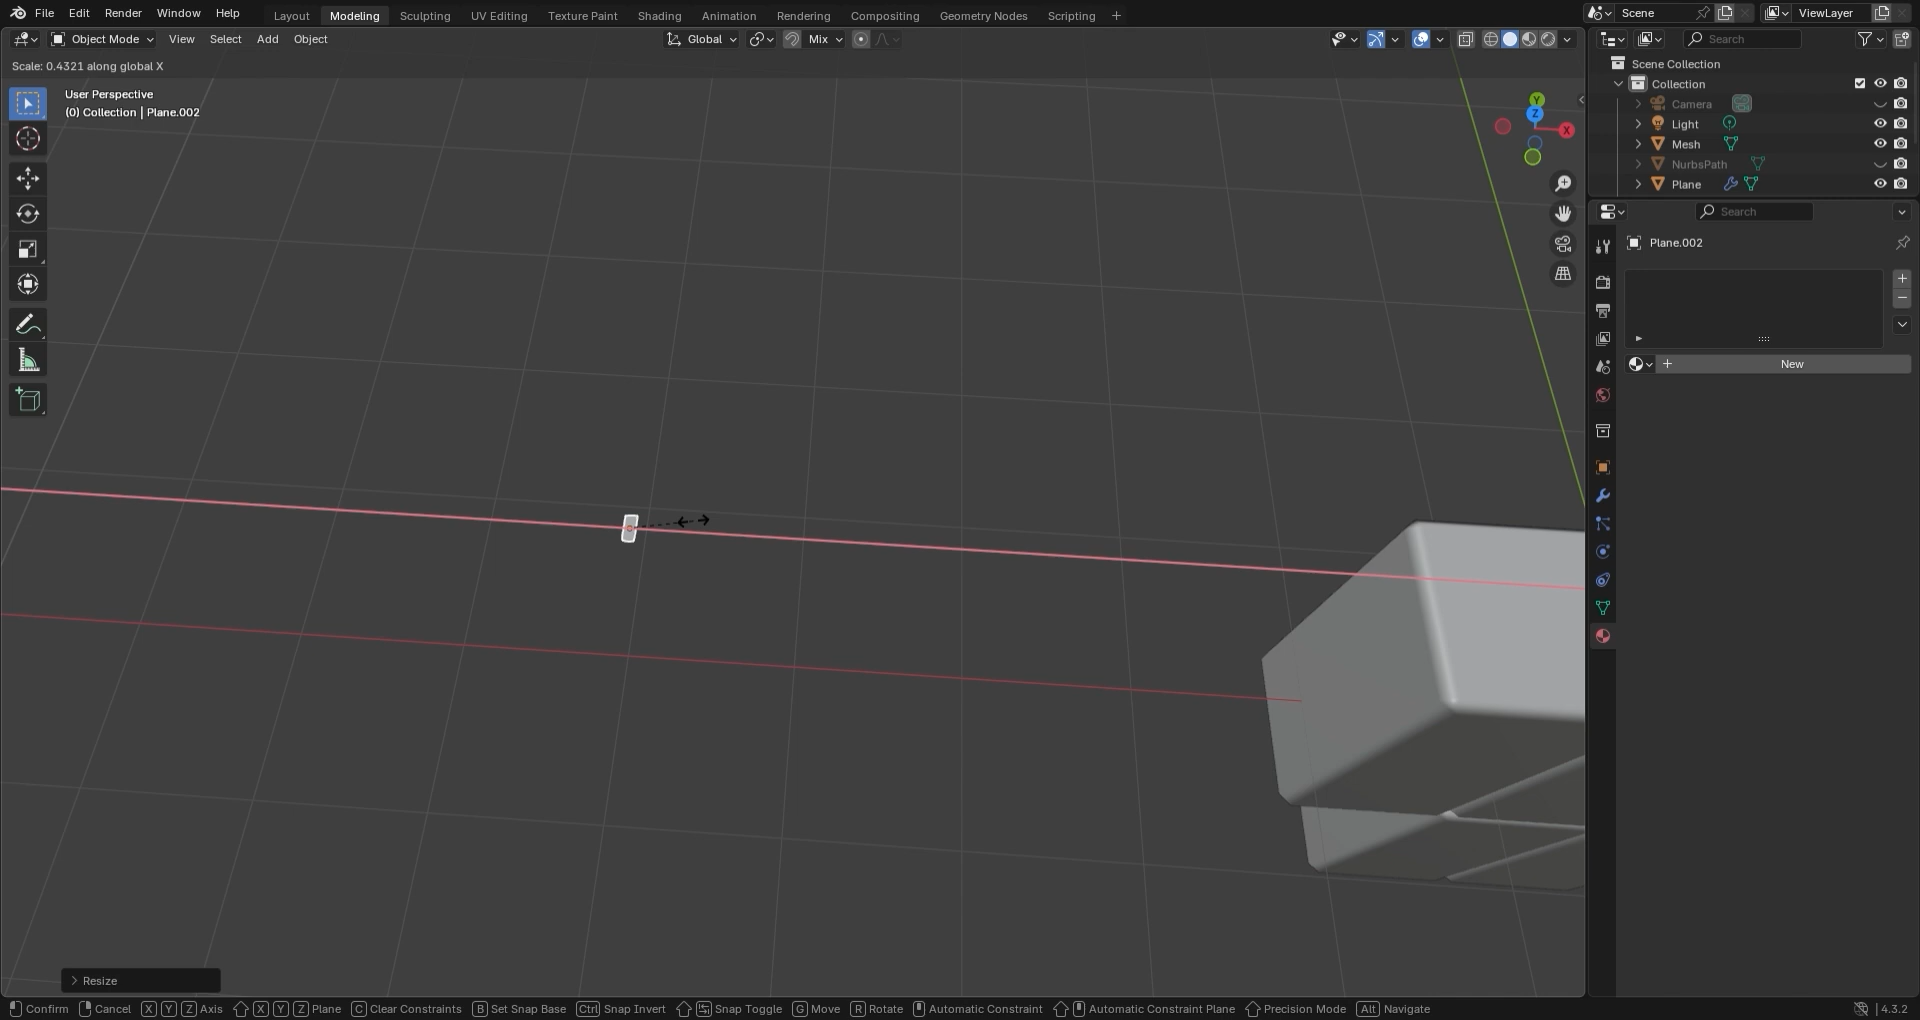 File Edit Render Window Help Layout Modeling Sculpting UV Editing Texture Paint Shading Animation Rendering Compositing Geometry Nodes Scripting + Scene ViewLayer
Object Mode View Select Add Object Global Mix Search
Scale: 0.4321 along global X
User Perspective
(0) Collection | Plane.002
Y
Z
X
Scene Collection
Collection
Camera
Light
Mesh
NurbsPath
Plane
Search
Plane.002
New
Resize
Confirm Cancel X Y Z Axis X Y Z Plane C Clear Constraints B Set Snap Base Ctrl Snap Invert Snap Toggle G Move R Rotate Automatic Constraint Automatic Constraint Plane Precision Mode Alt Navigate 4.3.2